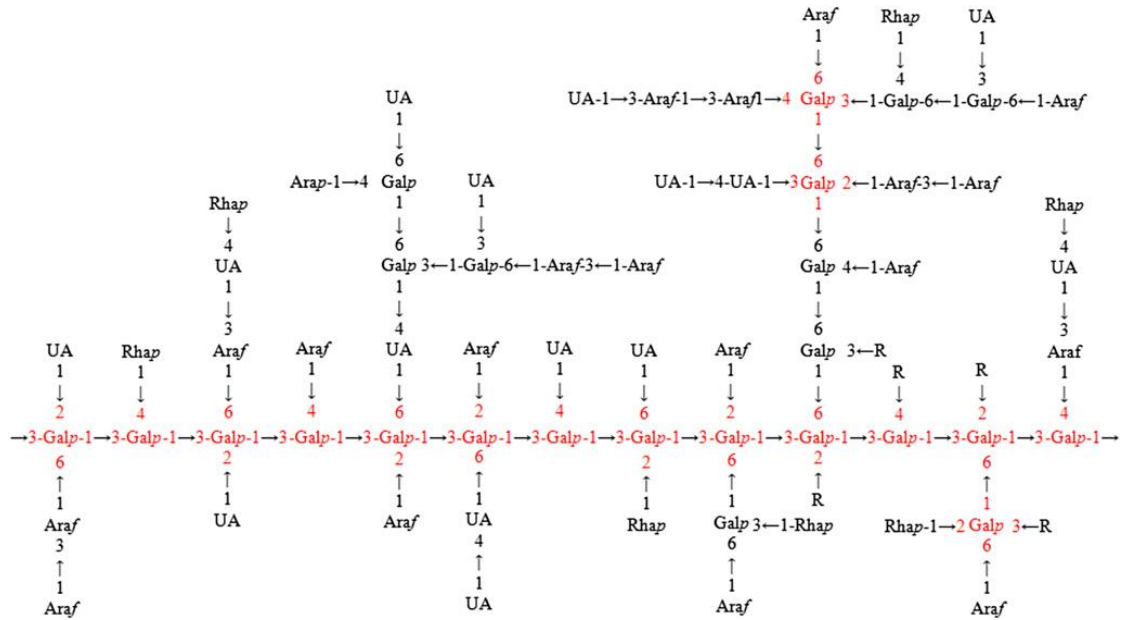 Araf Rhap UA
1 1 1
↓ ↓ ↓
6 4 3
UA UA-1→3-Araf-1→3-Araf1→4 Galp 3←1-Galp-6←1-Galp-6←1-Araf
1 1
↓ ↓
6 6
Arap-1→4 Galp UA UA-1→4-UA-1→3Galp 2←1-Araf-3←1-Araf
Rhap 1 1 1 Rhap
↓ ↓ ↓ ↓ ↓
4 6 3 6 4
UA Galp 3←1-Galp-6←1-Araf-3←1-Araf Galp 4←1-Araf UA
1 1 1 1
↓ ↓ ↓ ↓
3 4 6 3
UA Rhap Araf Araf UA Araf UA UA Araf Galp 3←R Araf
1 1 1 1 1 1 1 1 1 1 R R 1
↓ ↓ ↓ ↓ ↓ ↓ ↓ ↓ ↓ ↓ ↓ ↓ ↓
2 4 6 4 6 2 4 6 2 6 4 2 4
→3-Galp-1→3-Galp-1→3-Galp-1→3-Galp-1→3-Galp-1→3-Galp-1→3-Galp-1→3-Galp-1→3-Galp-1→3-Galp-1→3-Galp-1→3-Galp-1→3-Galp-1→
6 2 2 6 2 6 2 6
↑ ↑ ↑ ↑ ↑ ↑ ↑ ↑
1 1 1 1 1 1 R 1
Araf UA Araf UA Rhap Galp 3←1-Rhap Rhap-1→2 Galp 3←R
3 4 6 6
↑ ↑ ↑ ↑
1 1 1 1
Araf UA Araf Araf